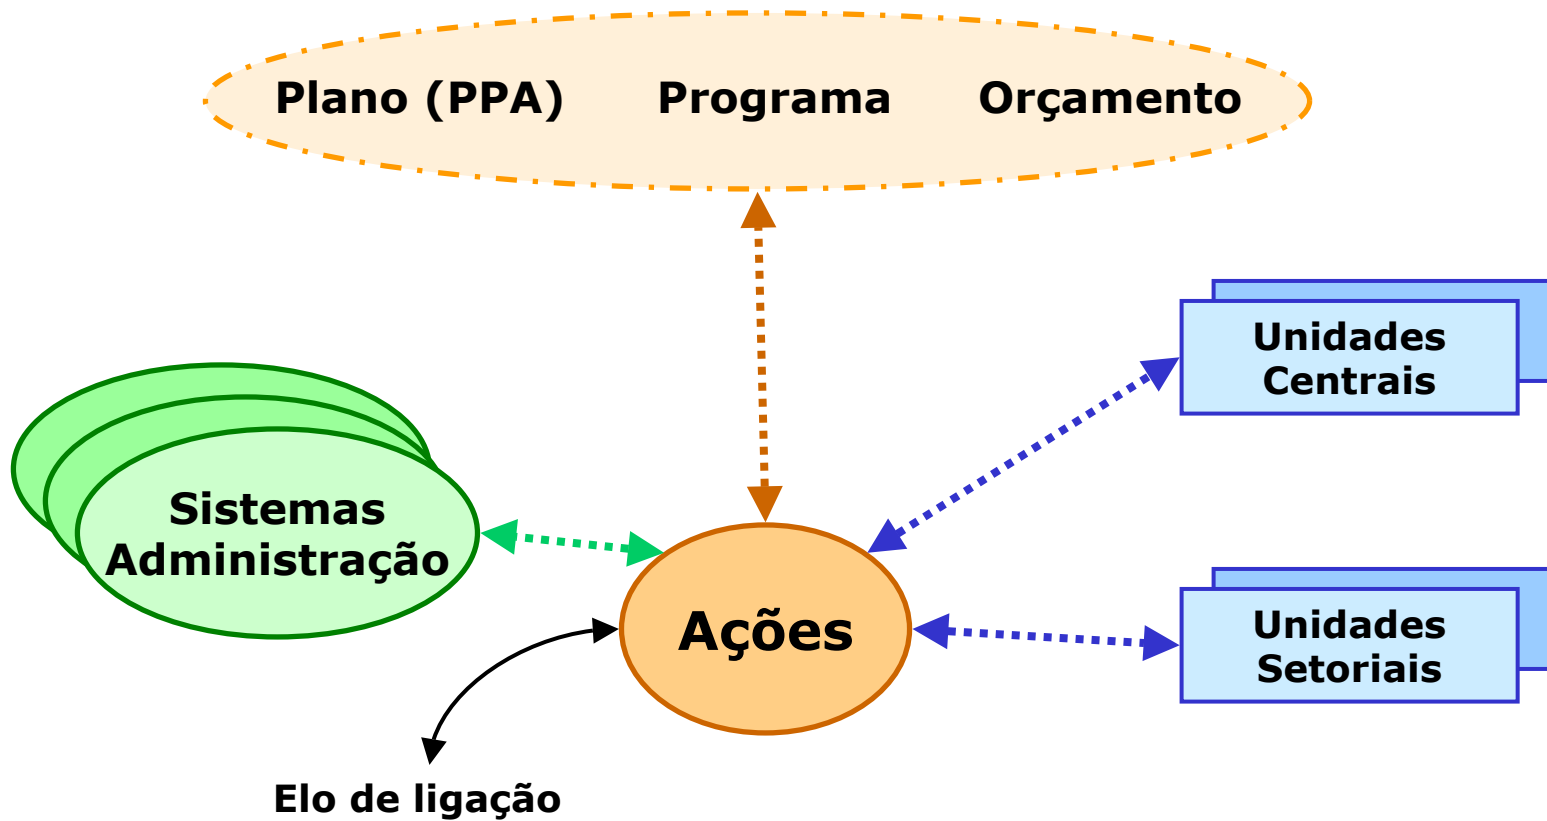 Plano (PPA) Programa Orçamento
Unidades
Centrais
Sistemas
Administração
Ações
Unidades
Setoriais
Elo de ligação